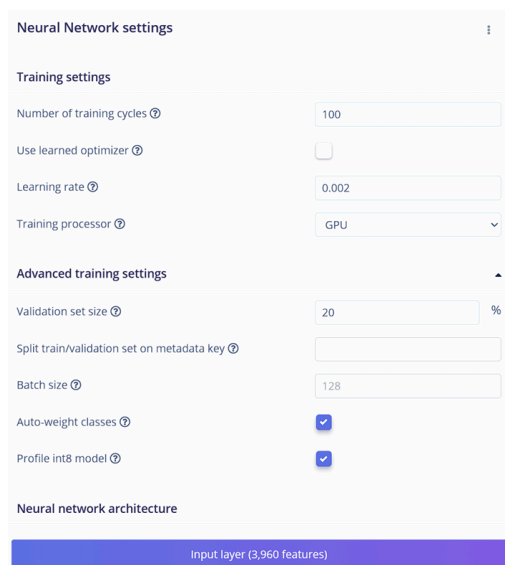 Neural Network settings
Training settings
Number of training cycles
100
Use learned optimizer
Learning rate
0.002
Training processor
GPU
Advanced training settings
Validation set size
20
%
Split train/validation set on metadata key
Batch size
128
Auto-weight classes
Profile int8 model
Neural network architecture
Input layer (3,960 features)